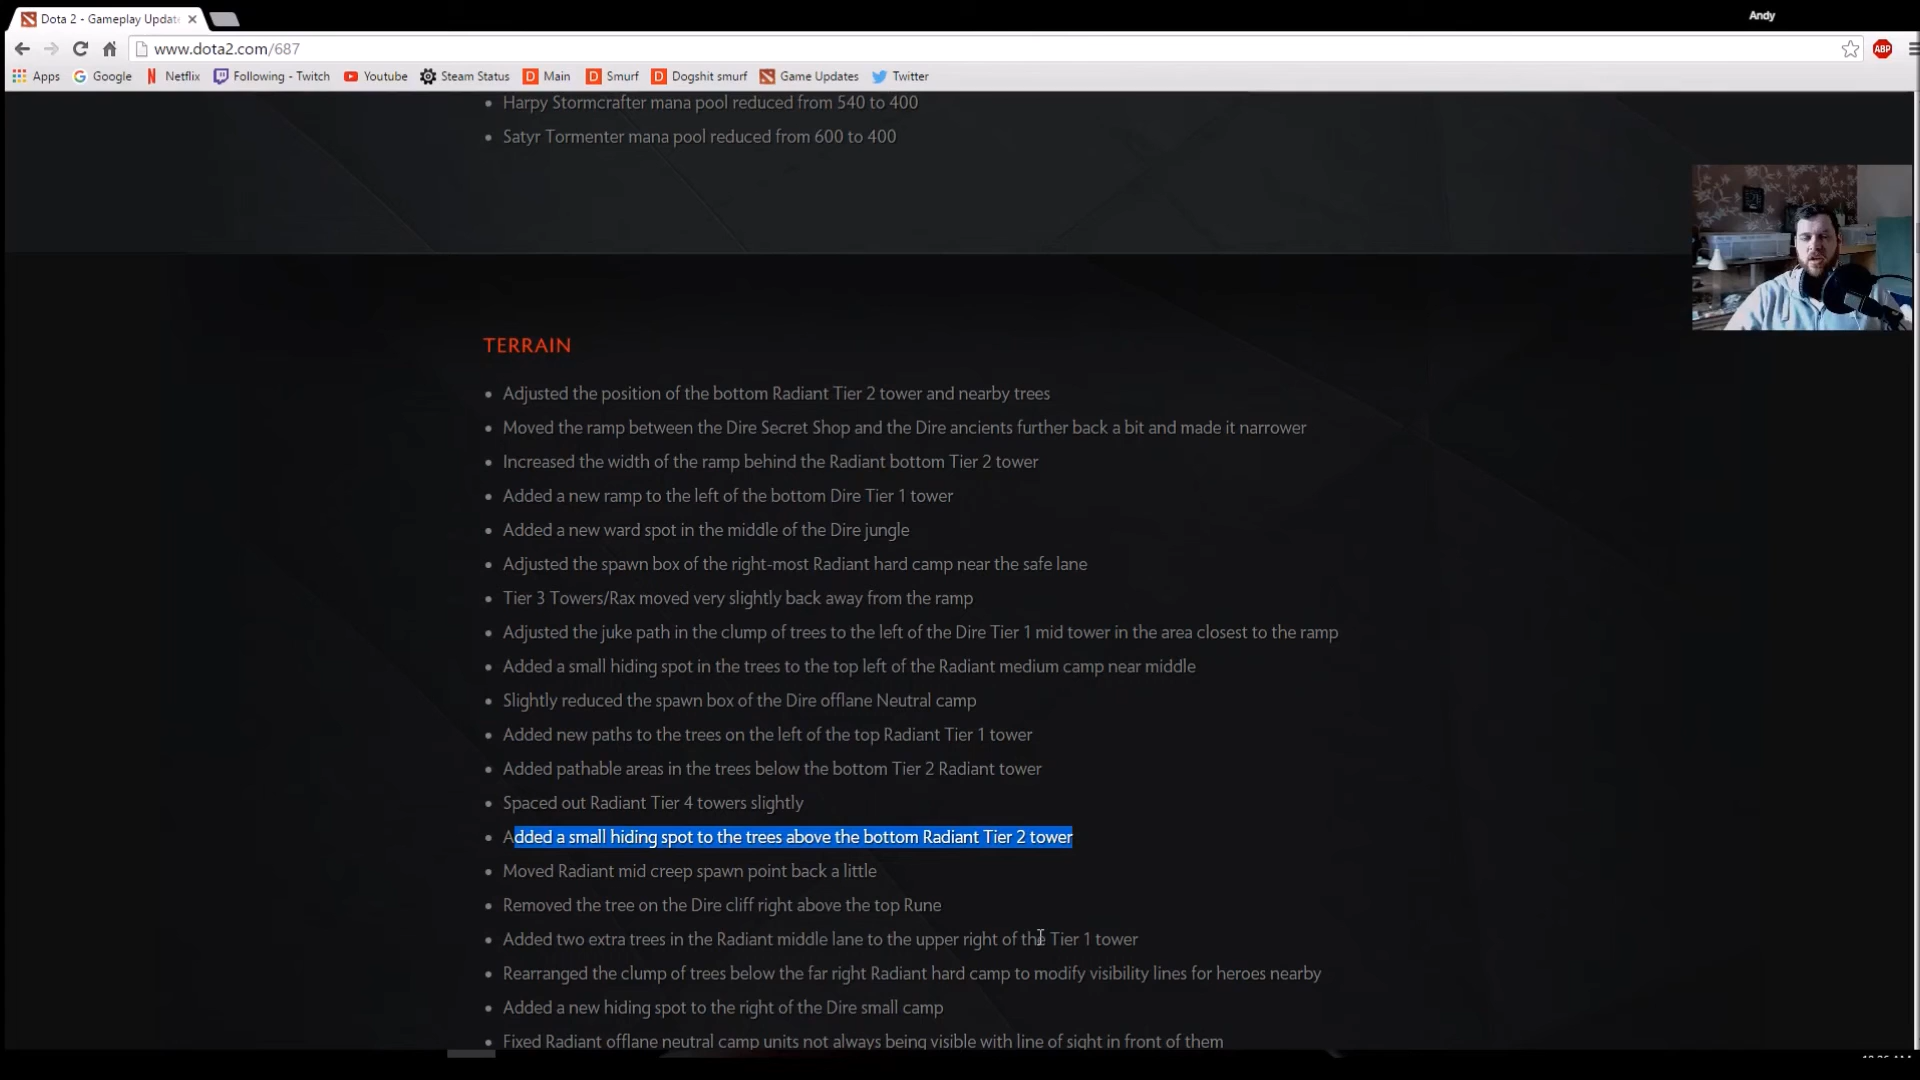 Dota 2 - Gameplay Updat
Andy
www.dota2.com/687
ABP
Apps Google Netflix Following - Twitch Youtube Steam Status Main Smurf Dogshit smurf Game Updates Twitter
Harpy Stormcrafter mana pool reduced from 540 to 400
Satyr Tormenter mana pool reduced from 600 to 400
TERRAIN
Adjusted the position of the bottom Radiant Tier 2 tower and nearby trees
Moved the ramp between the Dire Secret Shop and the Dire ancients further back a bit and made it narrower
Increased the width of the ramp behind the Radiant bottom Tier 2 tower
Added a new ramp to the left of the bottom Dire Tier 1 tower
Added a new ward spot in the middle of the Dire jungle
Adjusted the spawn box of the right-most Radiant hard camp near the safe lane
Tier 3 Towers/Rax moved very slightly back away from the ramp
Adjusted the juke path in the clump of trees to the left of the Dire Tier 1 mid tower in the area closest to the ramp
Added a small hiding spot in the trees to the top left of the Radiant medium camp near middle
Slightly reduced the spawn box of the Dire offlane Neutral camp
Added new paths to the trees on the left of the top Radiant Tier 1 tower
Added pathable areas in the trees below the bottom Tier 2 Radiant tower
Spaced out Radiant Tier 4 towers slightly
Added a small hiding spot to the trees above the bottom Radiant Tier 2 tower
Moved Radiant mid creep spawn point back a little
Removed the tree on the Dire cliff right above the top Rune
Added two extra trees in the Radiant middle lane to the upper right of the Tier 1 tower
Rearranged the clump of trees below the far right Radiant hard camp to modify visibility lines for heroes nearby
Added a new hiding spot to the right of the Dire small camp
Fixed Radiant offlane neutral camp units not always being visible with line of sight in front of them